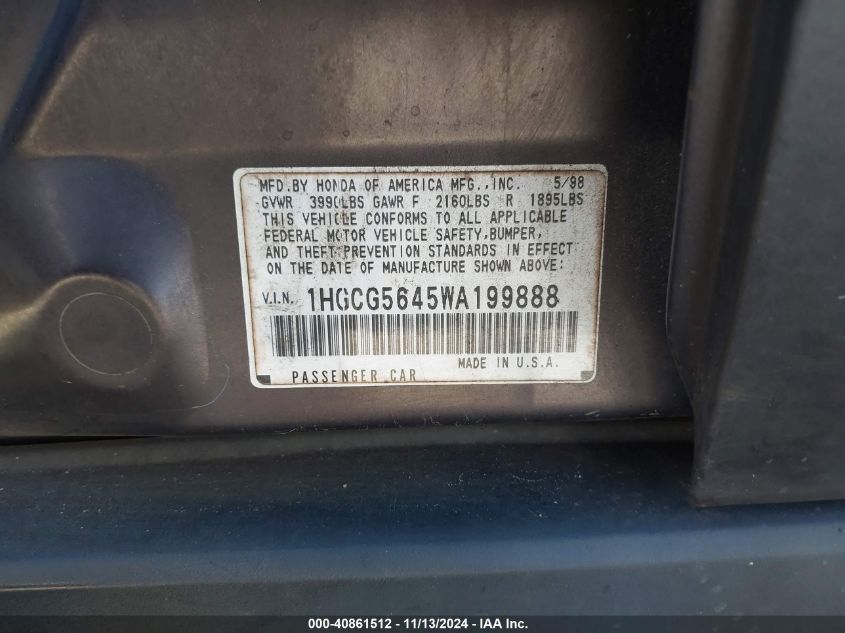 MFD.BY HONDA OF AMERICA MFG.,INC. 5/98
GVWR 3990LBS GAWR F 2160LBS R 1895LBS
THIS VEHICLE CONFORMS TO ALL APPLICABLE
FEDERAL MOTOR VEHICLE SAFETY,BUMPER,
AND THEFT PREVENTION STANDARDS IN EFFECT
ON THE DATE OF MANUFACTURE SHOWN ABOVE:
V.I.N. 1HGCG5645WA199888
MADE IN U.S.A.
PASSENGER CAR
000-40861512 - 11/13/2024 - IAA Inc.